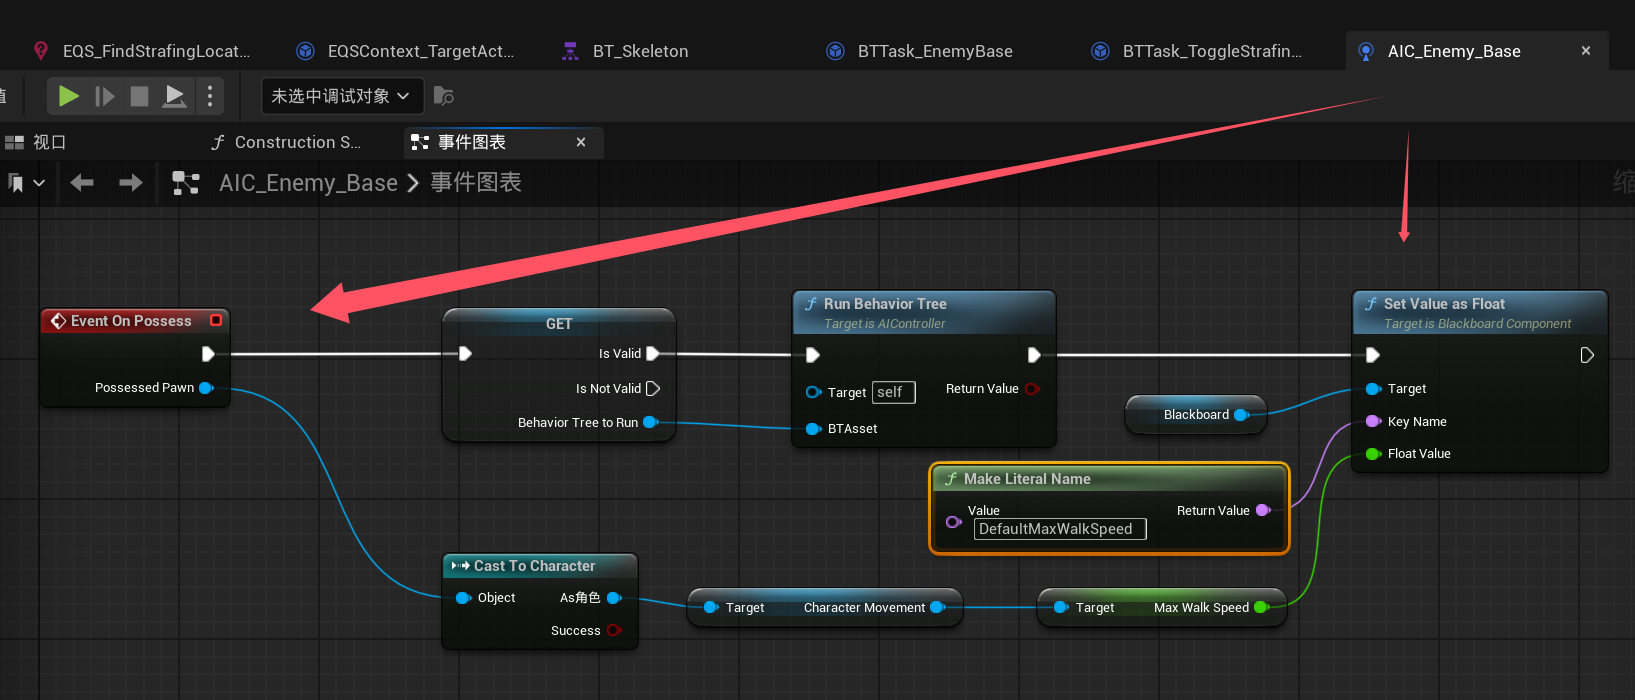 EQS_FindStrafingLocat...
EQSContext_TargetAct...
BT_Skeleton
BTTask_EnemyBase
BTTask_ToggleStrafin...
AIC_Enemy_Base
未选中调试对象
视口
Construction S...
事件图表
AIC_Enemy_Base
事件图表
Event On Possess
Possessed Pawn
GET
Is Valid
Is Not Valid
Behavior Tree to Run
Run Behavior Tree
Target is AIController
Target
self
Return Value
BTAsset
Set Value as Float
Target is Blackboard Component
Target
Key Name
Float Value
Blackboard
Make Literal Name
Value
DefaultMaxWalkSpeed
Return Value
Cast To Character
Object
As角色
Success
Target
Character Movement
Target
Max Walk Speed